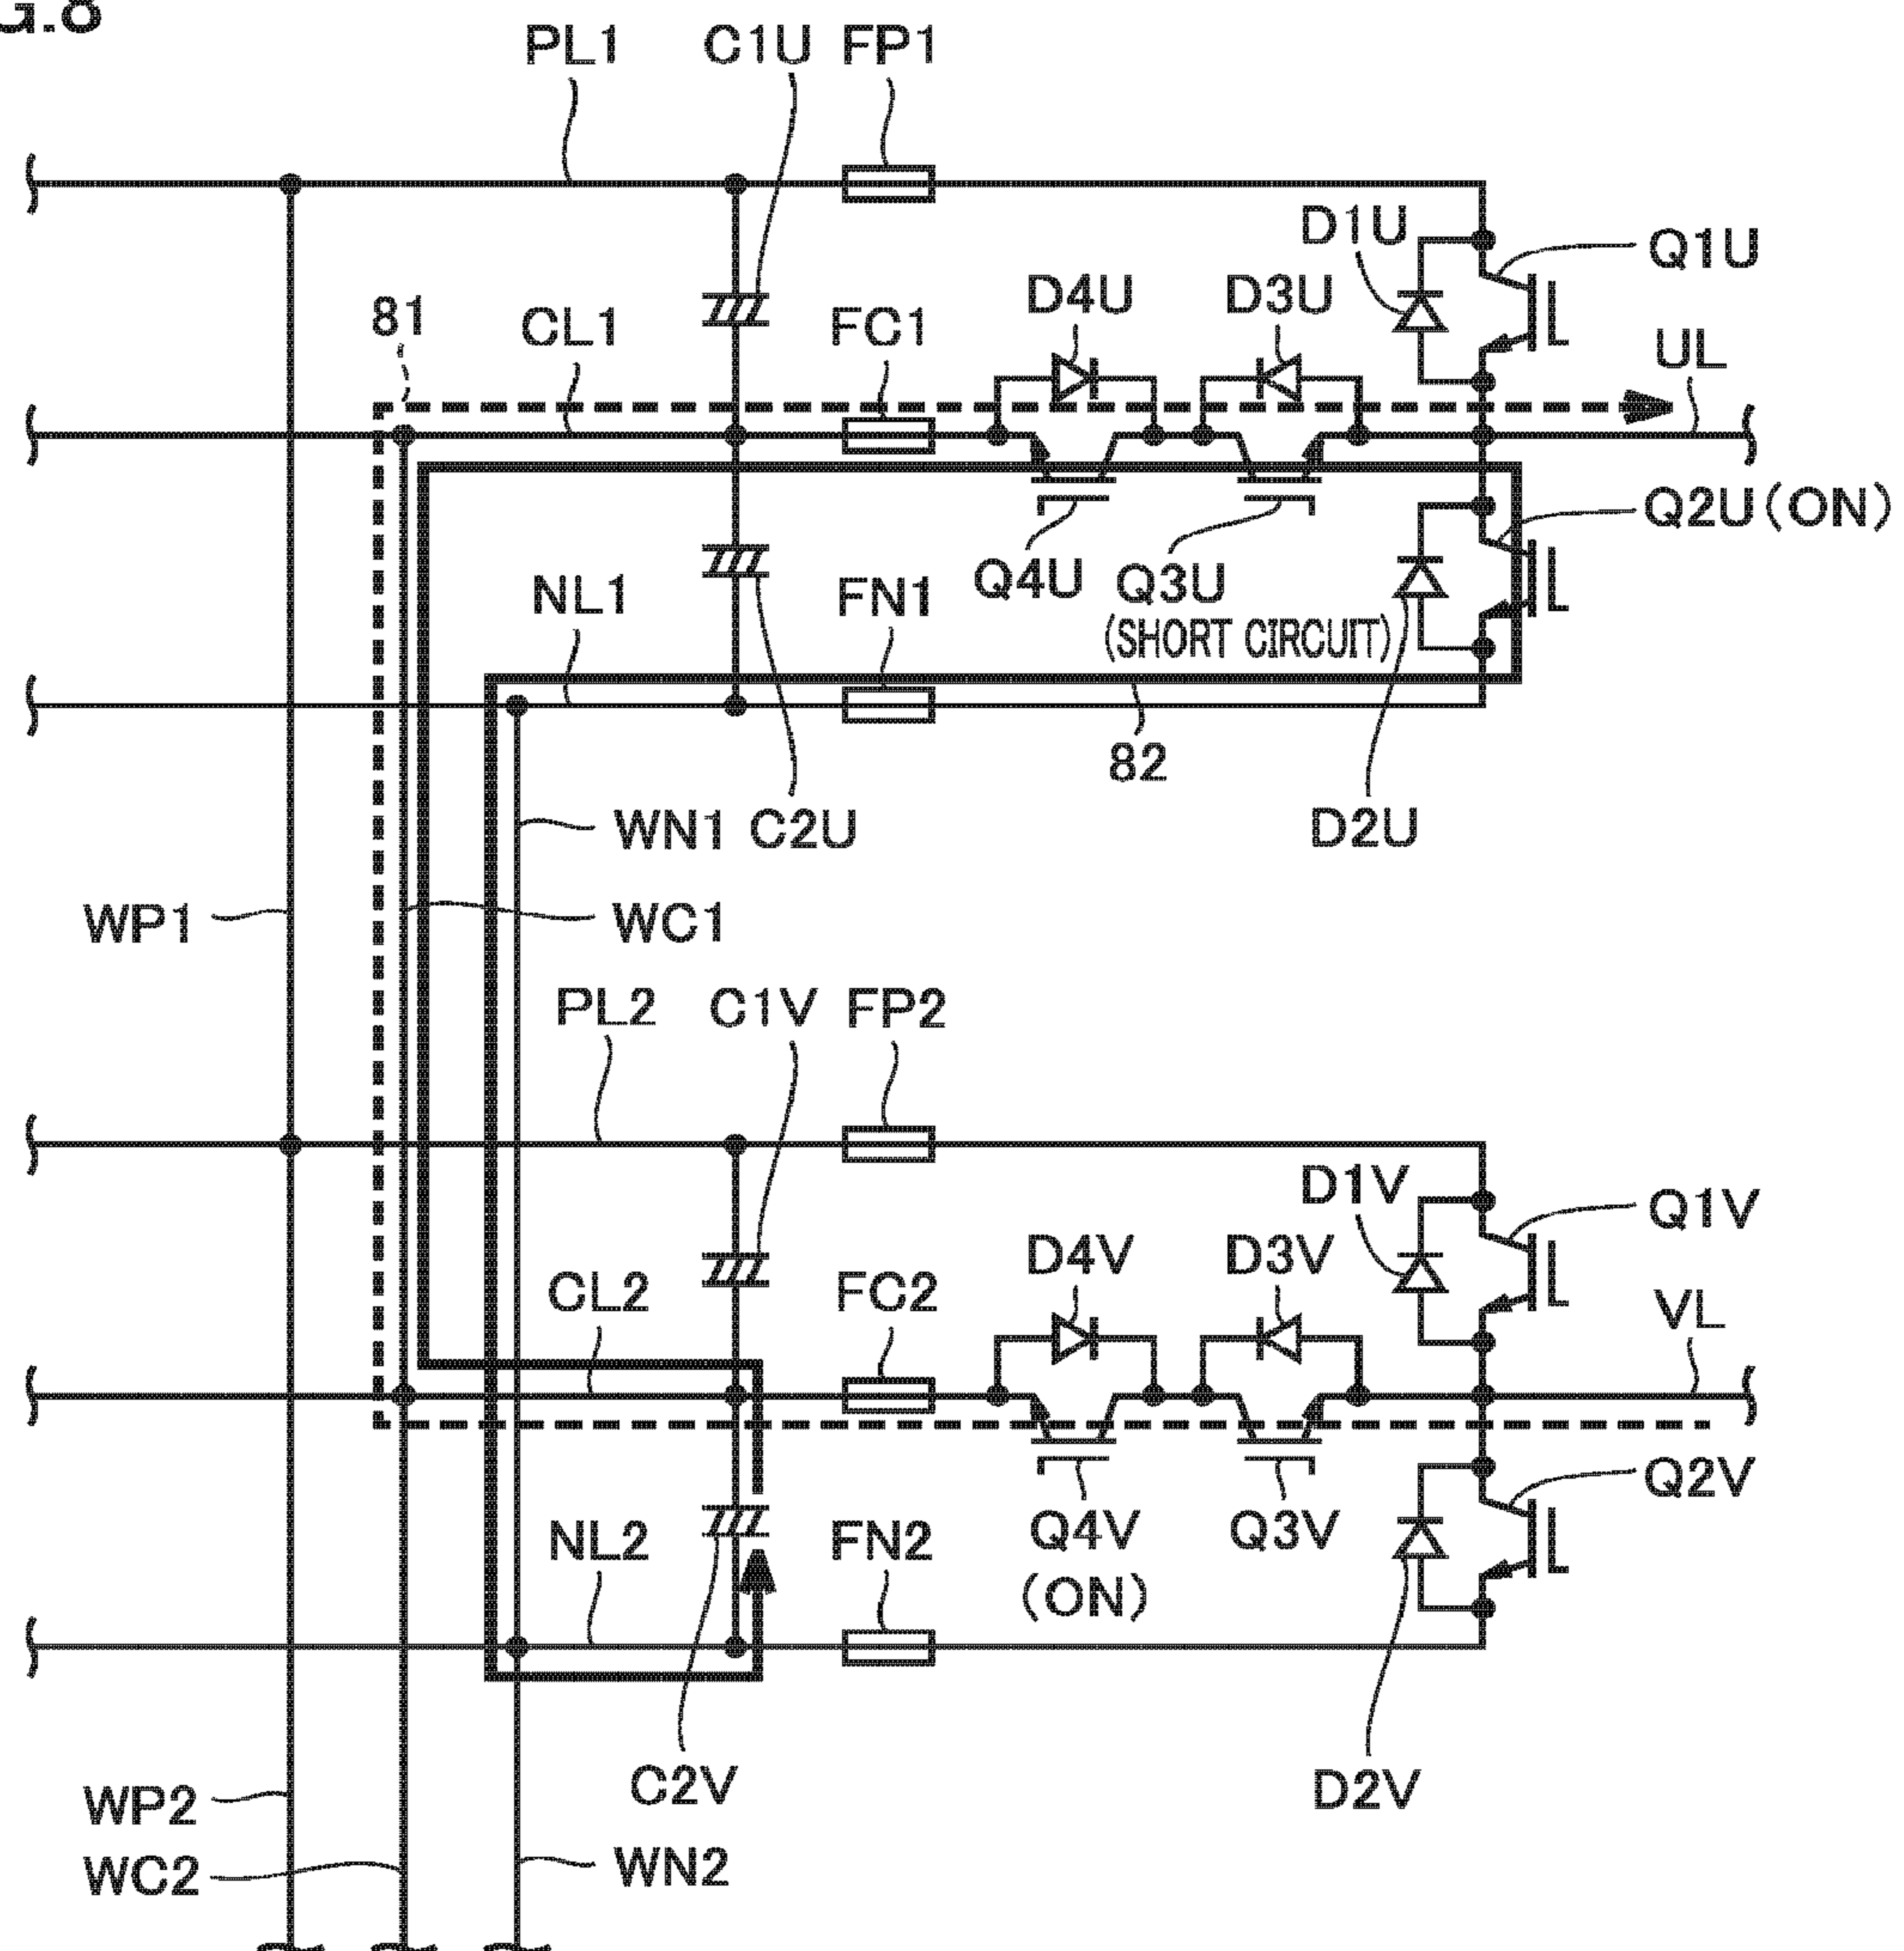 G.8
PL1 C1U FP1
D1U Q1U
81 CL1 FC1 D4U D3U UL
Q2U(ON)
NL1 FN1 Q4U Q3U
(SHORT CIRCUIT)
82
WN1 C2U D2U
WP1 WC1
PL2 C1V FP2
D1V Q1V
CL2 FC2 D4V D3V VL
Q2V
NL2 FN2 Q4V Q3V
(ON)
C2V D2V
WP2
WC2 WN2